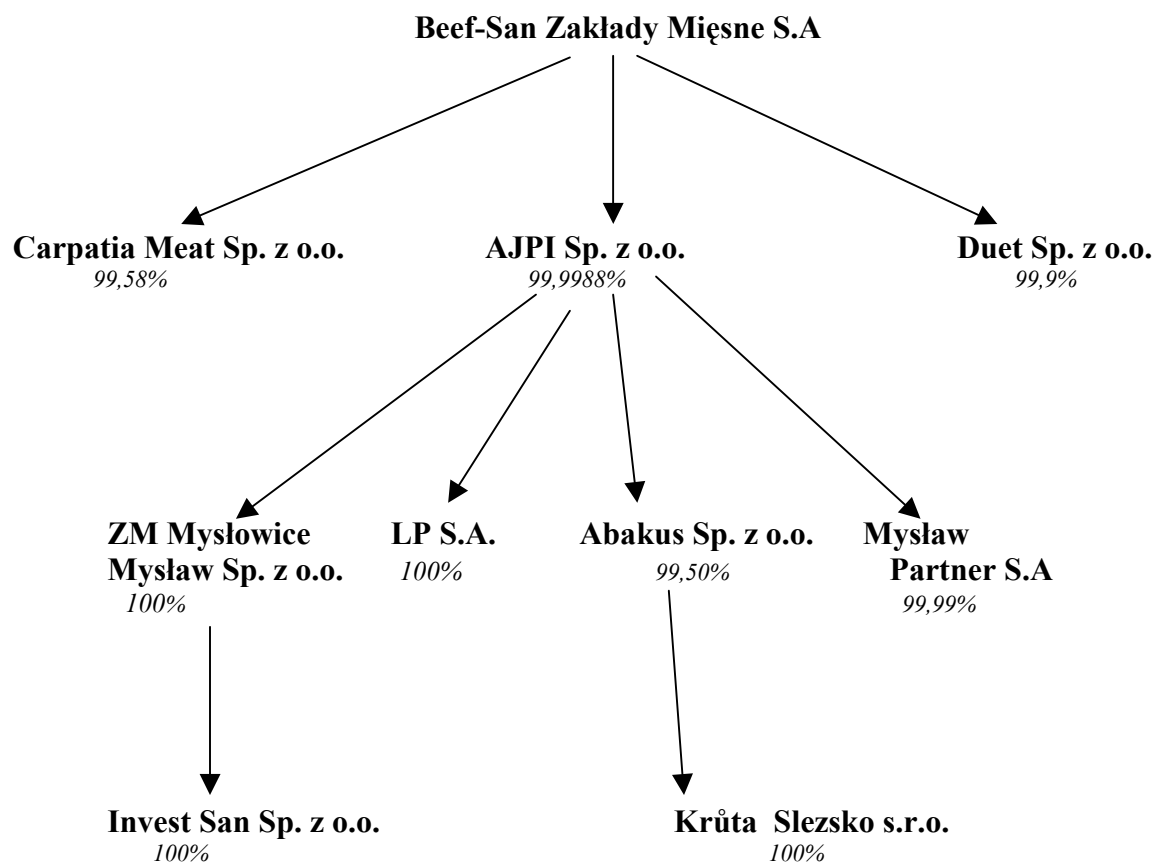 Beef-San Zakłady Mięsne S.A
Carpatia Meat Sp. z o.o.
99,58%
AJPI Sp. z o.o.
99,9988%
Duet Sp. z o.o.
99,9%
ZM Mysłowice
Mysław Sp. z o.o.
100%
LP S.A.
100%
Abakus Sp. z o.o.
99,50%
Mysław
Partner S.A
99,99%
Invest San Sp. z o.o.
100%
Krůta Slezsko s.r.o.
100%